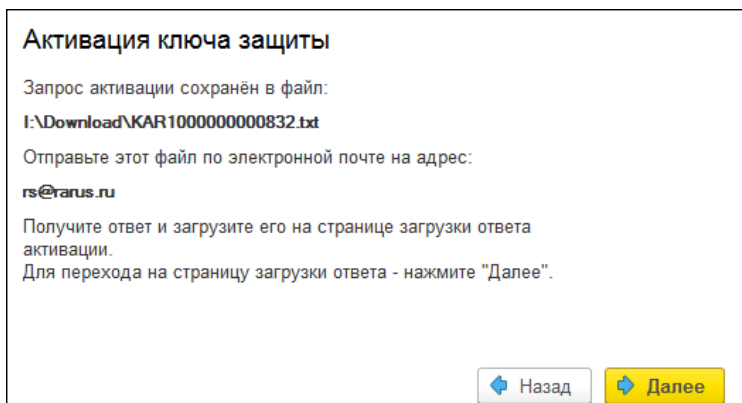 Активация ключа защиты
Запрос активации сохранён в файл:
I:\Download\KAR1000000000832.txt
Отправьте этот файл по электронной почте на адрес:
rs@rarus.ru
Получите ответ и загрузите его на странице загрузки ответа
активации.
Для перехода на страницу загрузки ответа - нажмите "Далее".
Назад
Далее